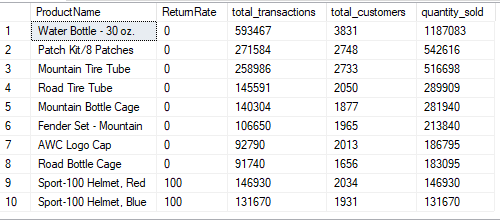 ProductName ReturnRate total_transactions total_customers quantity_sold
1 Water Bottle - 30 oz. 0 593467 3831 1187083
2 Patch Kit/8 Patches 0 271584 2748 542616
3 Mountain Tire Tube 0 258986 2733 516698
4 Road Tire Tube 0 145591 2050 289909
5 Mountain Bottle Cage 0 140304 1877 281940
6 Fender Set - Mountain 0 106650 1965 213840
7 AWC Logo Cap 0 92790 2013 186795
8 Road Bottle Cage 0 91740 1656 183095
9 Sport-100 Helmet, Red 100 146930 2034 146930
10 Sport-100 Helmet, Blue 100 131670 1931 131670